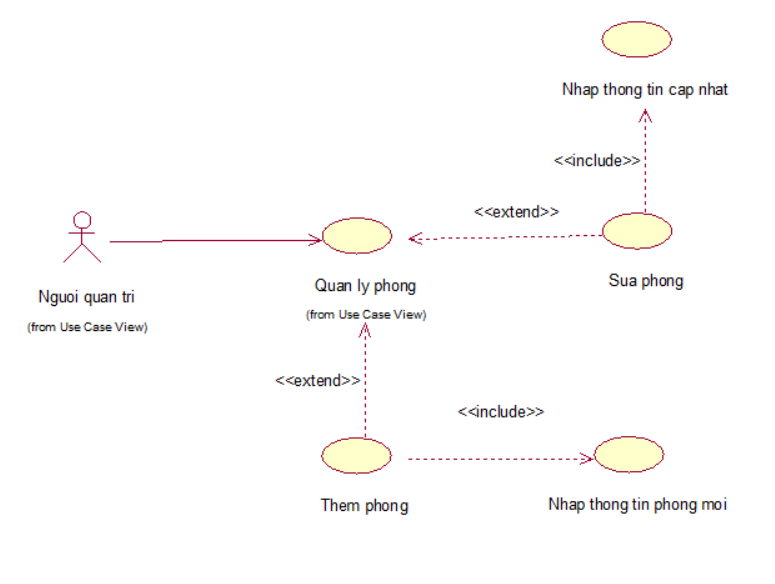 Nhap thong tin cap nhat
<<include>>
<<extend>>
Sua phong
Nguoi quan tri
(from Use Case View)
Quan ly phong
(from Use Case View)
<<extend>>
<<include>>
Them phong
Nhap thong tin phong moi